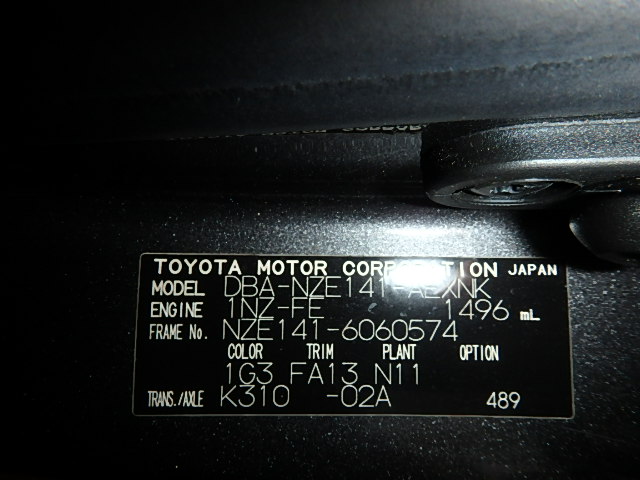 TOYOTA MOTOR CORPORATION JAPAN
MODEL DBA-NZE141-AEXNK
ENGINE 1NZ-FE 1496 mL
FRAME No. NZE141-6060574
COLOR TRIM PLANT OPTION
1G3 FA13 N11
TRANS./AXLE K310 -02A 489